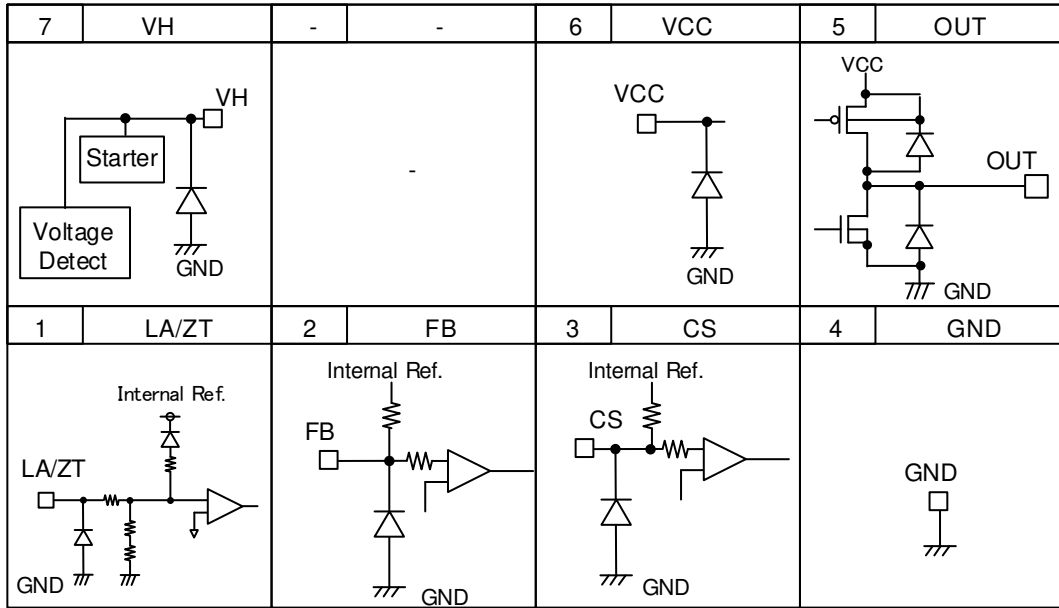 7 VH - - 6 VCC 5 OUT
VH
Starter
Voltage
Detect
GND
-
VCC
GND
VCC
OUT
GND
1 LA/ZT 2 FB 3 CS 4 GND
Internal Ref.
LA/ZT
GND
Internal Ref.
FB
GND
Internal Ref.
CS
GND
GND